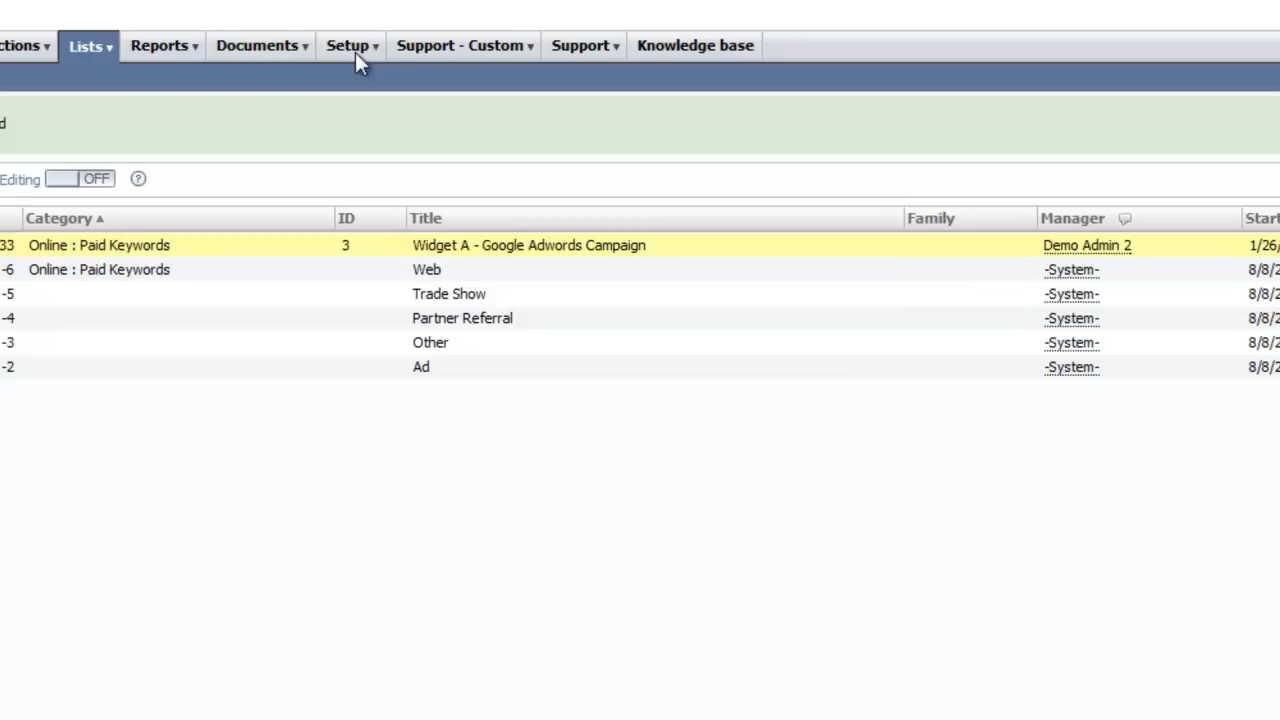 ctions Lists Reports Documents Setup Support - Custom Support Knowledge base
d
Editing OFF ?
Category ID Title Family Manager Start
33 Online : Paid Keywords 3 Widget A - Google Adwords Campaign Demo Admin 2 1/26/
-6 Online : Paid Keywords Web -System- 8/8/2
-5 Trade Show -System- 8/8/2
-4 Partner Referral -System- 8/8/2
-3 Other -System- 8/8/2
-2 Ad -System- 8/8/2